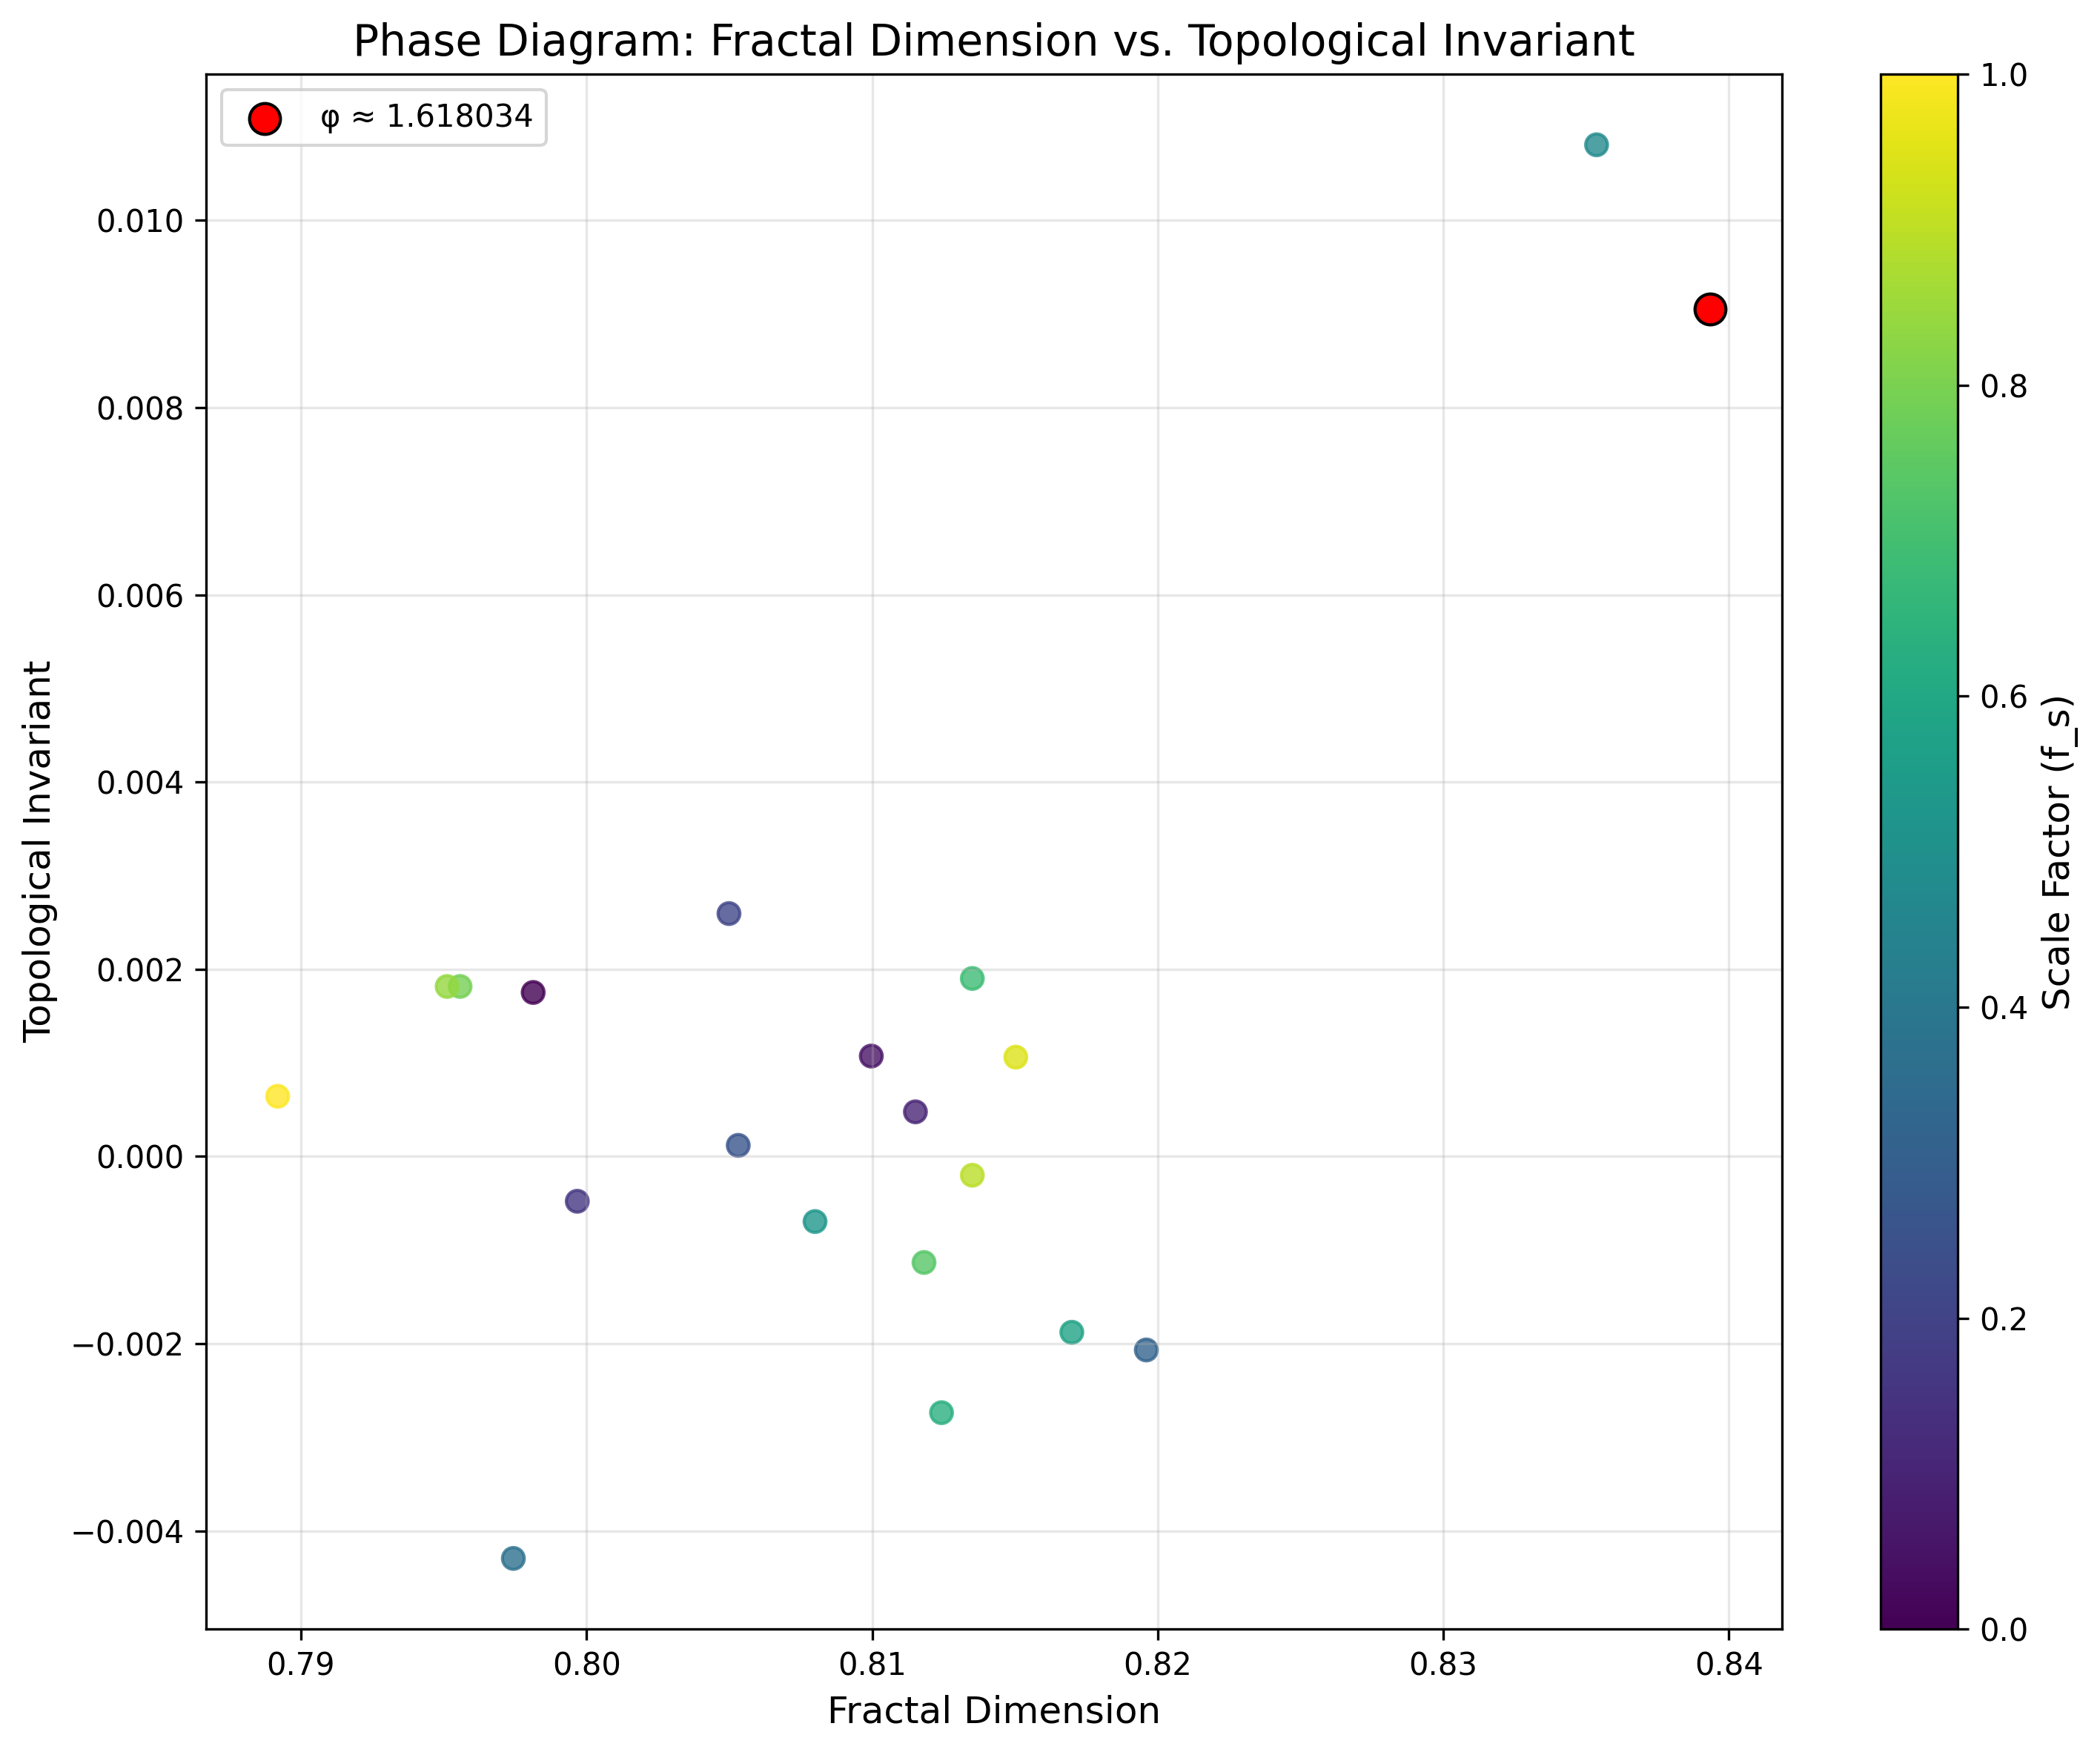 Phase Diagram: Fractal Dimension vs. Topological Invariant
φ ≈ 1.618034
Topological Invariant
0.010
0.008
0.006
0.004
0.002
0.000
−0.002
−0.004
0.79 0.80 0.81 0.82 0.83 0.84
Fractal Dimension
1.0
0.8
0.6
0.4
0.2
0.0
Scale Factor (f_s)